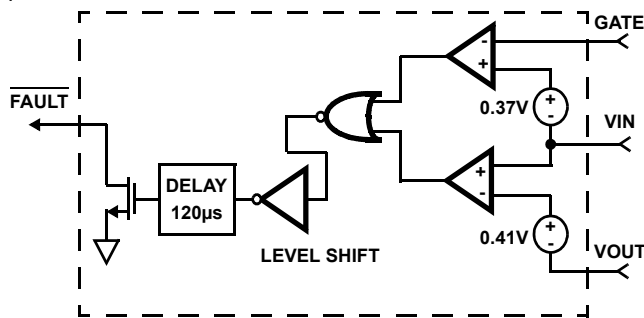 GATE
- 
+
FAULT
+
-
0.37V
VIN
+
-
DELAY
120µs
+
-
0.41V
LEVEL SHIFT
VOUT